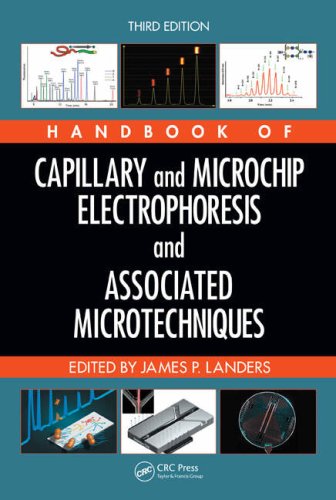 THIRD EDITION
HANDBOOK OF
CAPILLARY and MICROCHIP
ELECTROPHORESIS
and
ASSOCIATED
MICROTECHNIQUES
EDITED BY JAMES P. LANDERS
CRC
CRC Press
Taylor & Francis Group